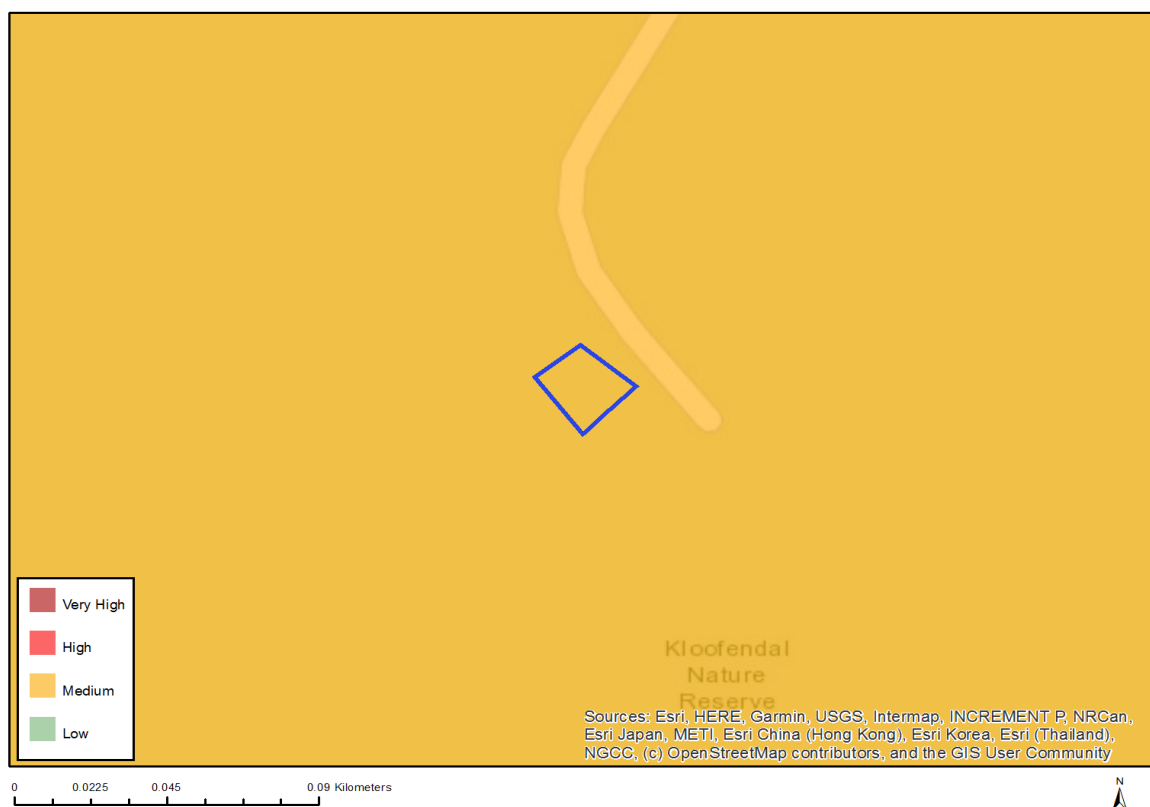 Very High
High
Medium
Low
Kloofendal
Nature
Reserve
Sources: Esri, HERE, Garmin, USGS, Intermap, INCREMENT P, NRCan,
Esri Japan, METI, Esri China (Hong Kong), Esri Korea, Esri (Thailand),
NGCC, (c) OpenStreetMap contributors, and the GIS User Community
0 0.0225 0.045 0.09 Kilometers
N